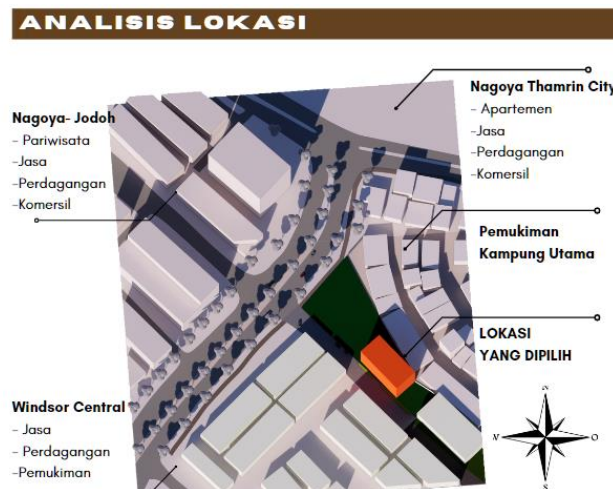 ANALISIS LOKASI
Nagoya- Jodoh
- Pariwisata
-Jasa
-Perdagangan
-Komersil
Nagoya Thamrin City
- Apartemen
-Jasa
-Perdagangan
-Komersil
Pemukiman
Kampung Utama
LOKASI
YANG DIPILIH
Windsor Central
- Jasa
- Perdagangan
-Pemukiman